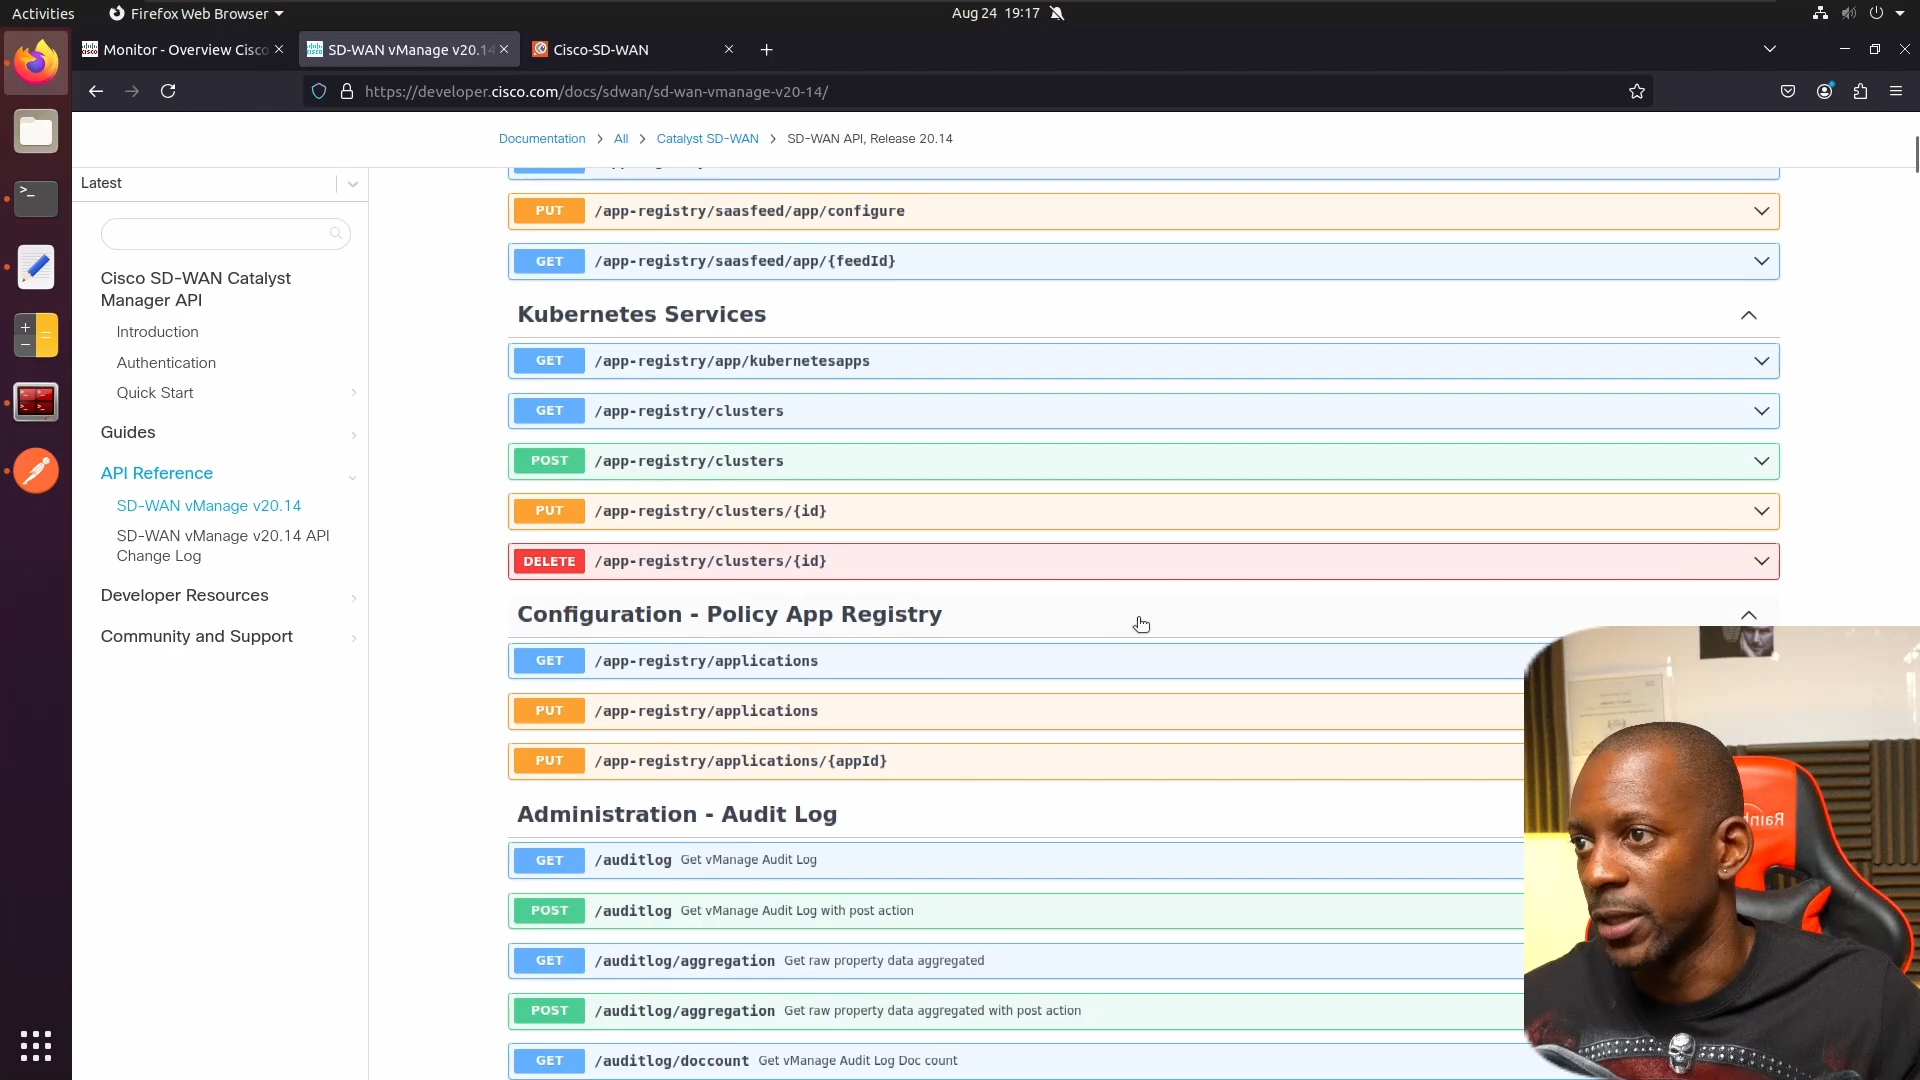 Activities
Firefox Web Browser
Aug 24 19:17
Monitor - Overview Cisco
SD-WAN vManage v20.14
Cisco-SD-WAN
https://developer.cisco.com/docs/sdwan/sd-wan-vmanage-v20-14/
Documentation > All > Catalyst SD-WAN > SD-WAN API, Release 20.14
Latest
Cisco SD-WAN Catalyst
Manager API
Introduction
Authentication
Quick Start
Guides
API Reference
SD-WAN vManage v20.14
SD-WAN vManage v20.14 API
Change Log
Developer Resources
Community and Support
PUT /app-registry/saasfeed/app/configure
GET /app-registry/saasfeed/app/{feedId}
Kubernetes Services
GET /app-registry/app/kubernetesapps
GET /app-registry/clusters
POST /app-registry/clusters
PUT /app-registry/clusters/{id}
DELETE /app-registry/clusters/{id}
Configuration - Policy App Registry
GET /app-registry/applications
PUT /app-registry/applications
PUT /app-registry/applications/{appId}
Administration - Audit Log
GET /auditlog Get vManage Audit Log
POST /auditlog Get vManage Audit Log with post action
GET /auditlog/aggregation Get raw property data aggregated
POST /auditlog/aggregation Get raw property data aggregated with post action
GET /auditlog/doccount Get vManage Audit Log Doc count